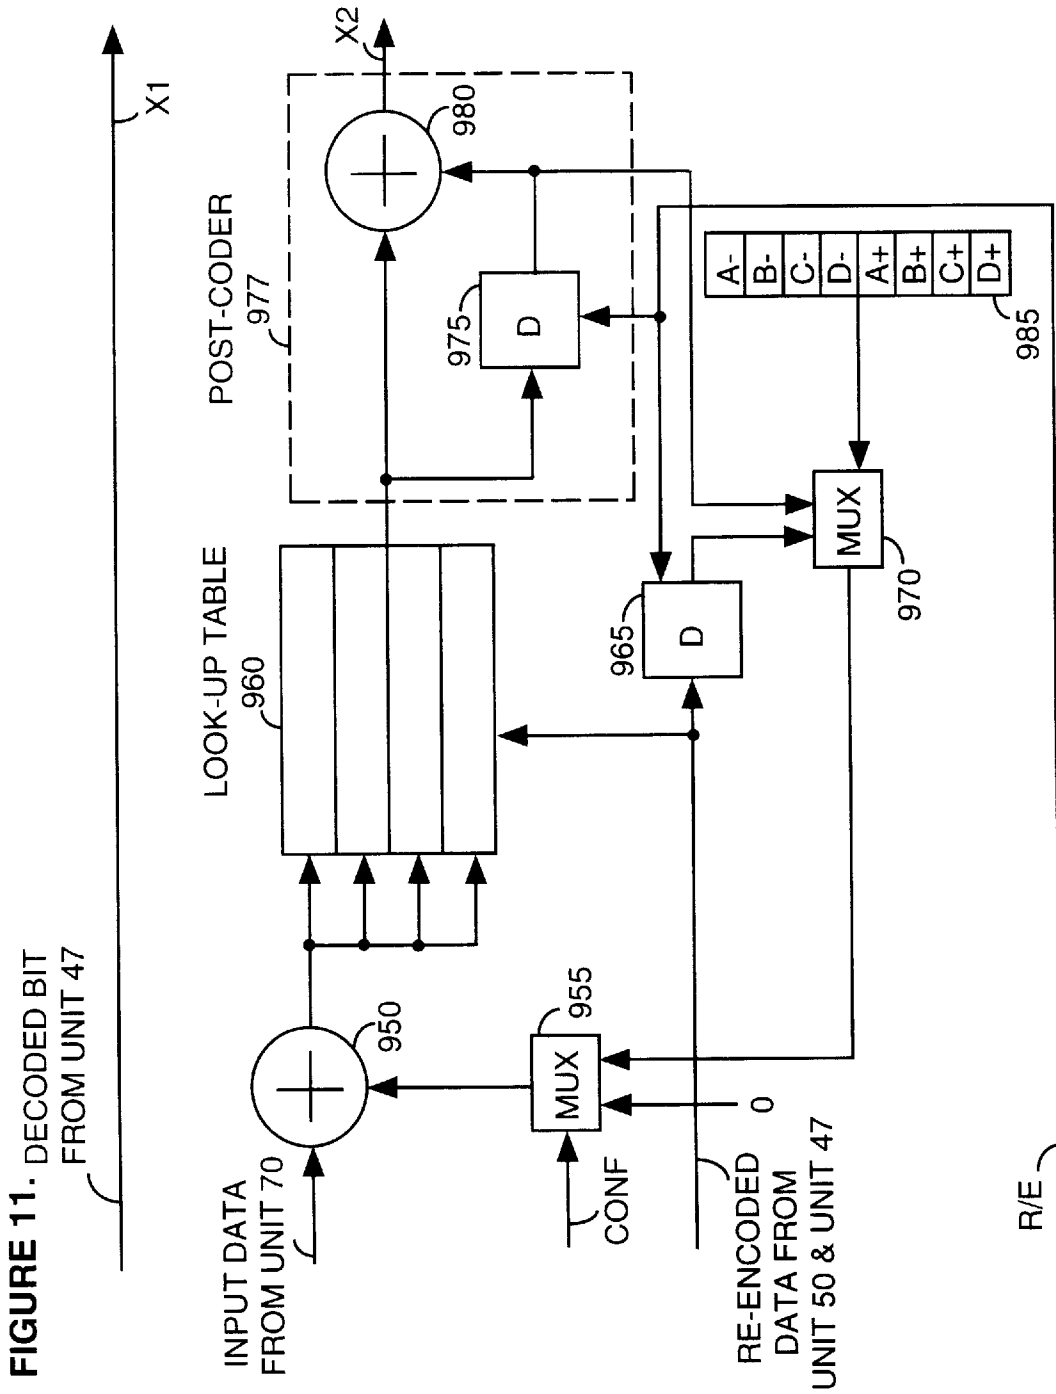 FIGURE 11.
DECODED BIT
FROM UNIT 47
X1
INPUT DATA
FROM UNIT 70
950
CONF
MUX
955
0
RE-ENCODED
DATA FROM
UNIT 50 & UNIT 47
LOOK-UP TABLE
960
965
D
MUX
970
POST-CODER
977
975
D
980
X2
A-
B-
C-
D-
A+
B+
C+
D+
985
R/E